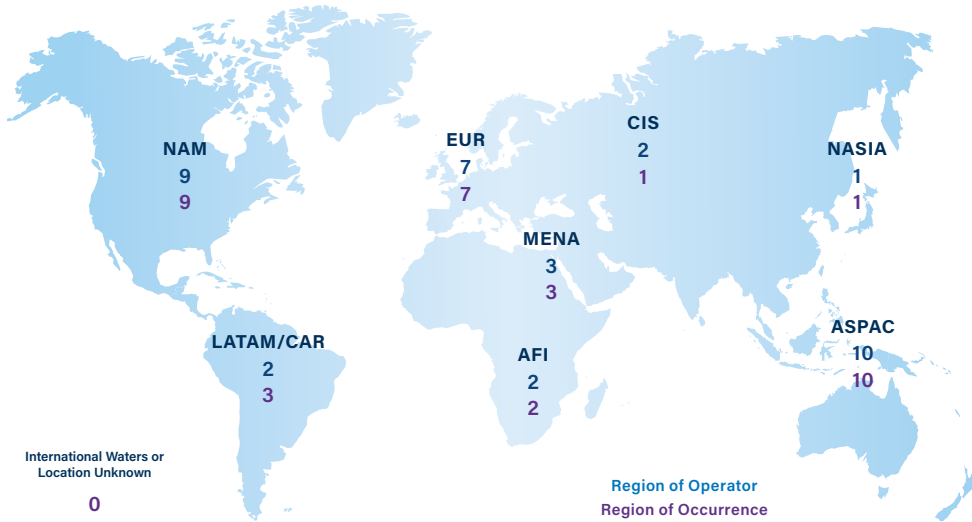 NAM
9
9
EUR
7
7
CIS
2
1
NASIA
1
1
MENA
3
3
LATAM/CAR
2
3
AFI
2
2
ASPAC
10
10
International Waters or
Location Unknown
0
Region of Operator
Region of Occurrence